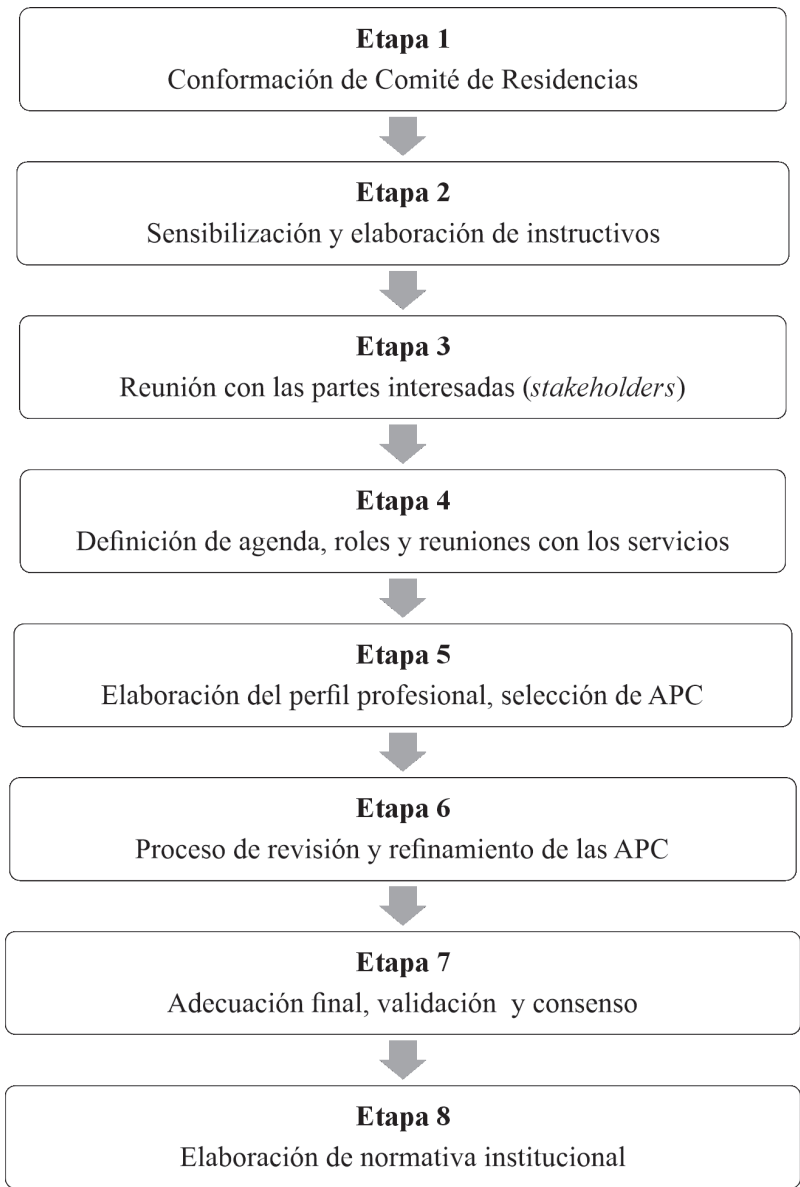 Etapa 1
Conformación de Comité de Residencias
Etapa 2
Sensibilización y elaboración de instructivos
Etapa 3
Reunión con las partes interesadas (stakeholders)
Etapa 4
Definición de agenda, roles y reuniones con los servicios
Etapa 5
Elaboración del perfil profesional, selección de APC
Etapa 6
Proceso de revisión y refinamiento de las APC
Etapa 7
Adecuación final, validación y consenso
Etapa 8
Elaboración de normativa institucional